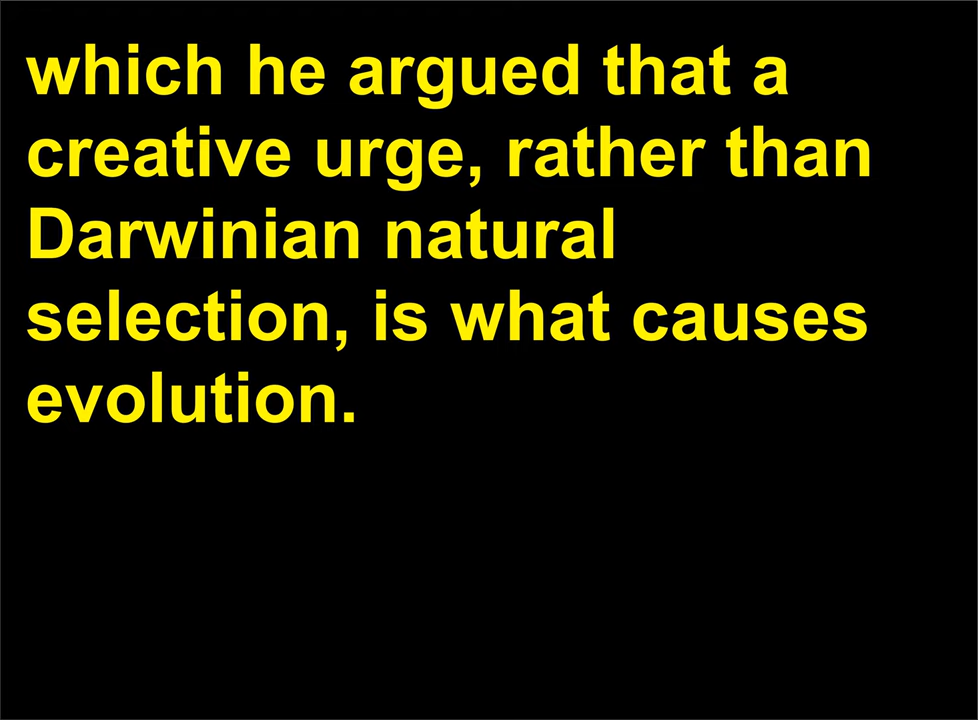 which he argued that a
creative urge, rather than
Darwinian natural
selection, is what causes
evolution.